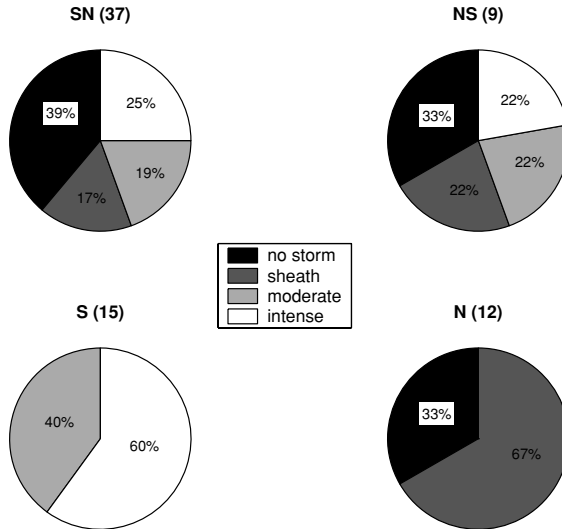 SN (37)
39%
25%
17%
19%
NS (9)
33%
22%
22%
22%
no storm
sheath
moderate
intense
S (15)
40%
60%
N (12)
33%
67%